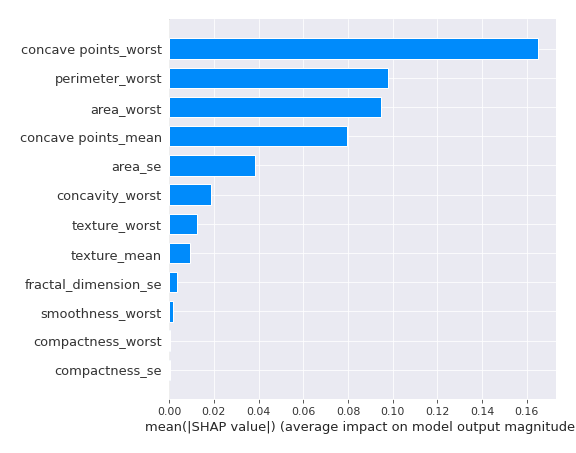 concave points_worst
perimeter_worst
area_worst
concave points_mean
area_se
concavity_worst
texture_worst
texture_mean
fractal_dimension_se
smoothness_worst
compactness_worst
compactness_se
0.00 0.02 0.04 0.06 0.08 0.10 0.12 0.14 0.16
mean(|SHAP value|) (average impact on model output magnitude